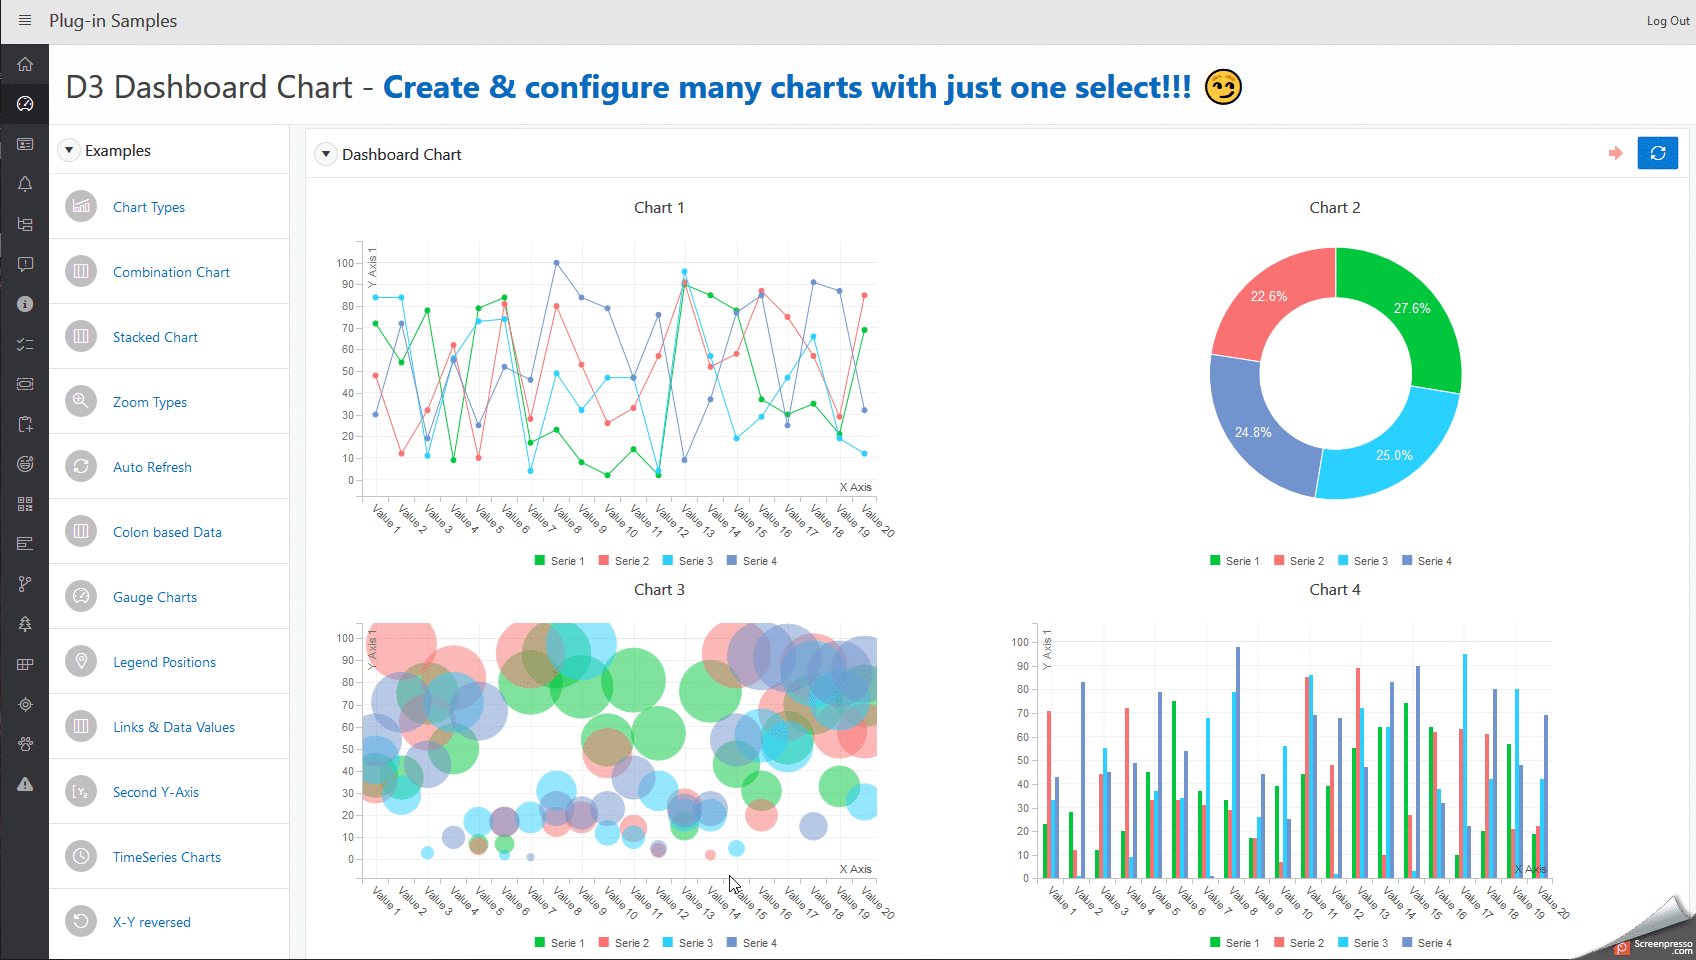 Plug-in Samples
Log Out
D3 Dashboard Chart - Create & configure many charts with just one select!!!
Examples
Chart Types
Combination Chart
Stacked Chart
Zoom Types
Auto Refresh
Colon based Data
Gauge Charts
Legend Positions
Links & Data Values
[Y₂ Second Y-Axis
TimeSeries Charts
X-Y reversed
Dashboard Chart
Chart 1
Y Axis 1
100
90
80
70
60
50
40
30
20
10
0
X Axis
Value 1 Value 2 Value 3 Value 4 Value 5 Value 6 Value 7 Value 8 Value 9 Value 10 Value 11 Value 12 Value 13 Value 14 Value 15 Value 16 Value 17 Value 18 Value 19 Value 20
Serie 1 Serie 2 Serie 3 Serie 4
Chart 2
22.6%
27.6%
24.8%
25.0%
Serie 1 Serie 2 Serie 3 Serie 4
Chart 3
Y Axis 1
100
90
80
70
60
50
40
30
20
10
0
X Axis
Value 1 Value 2 Value 3 Value 4 Value 5 Value 6 Value 7 Value 8 Value 9 Value 10 Value 11 Value 12 Value 13 Value 14 Value 15 Value 16 Value 17 Value 18 Value 19 Value 20
Serie 1 Serie 2 Serie 3 Serie 4
Chart 4
Y Axis 1
100
90
80
70
60
50
40
30
20
10
0
X Axis
Value 1 Value 2 Value 3 Value 4 Value 5 Value 6 Value 7 Value 8 Value 9 Value 10 Value 11 Value 12 Value 13 Value 14 Value 15 Value 16 Value 17 Value 18 Value 19 Value 20
Serie 1 Serie 2 Serie 3 Serie 4
Screenpresso
.com